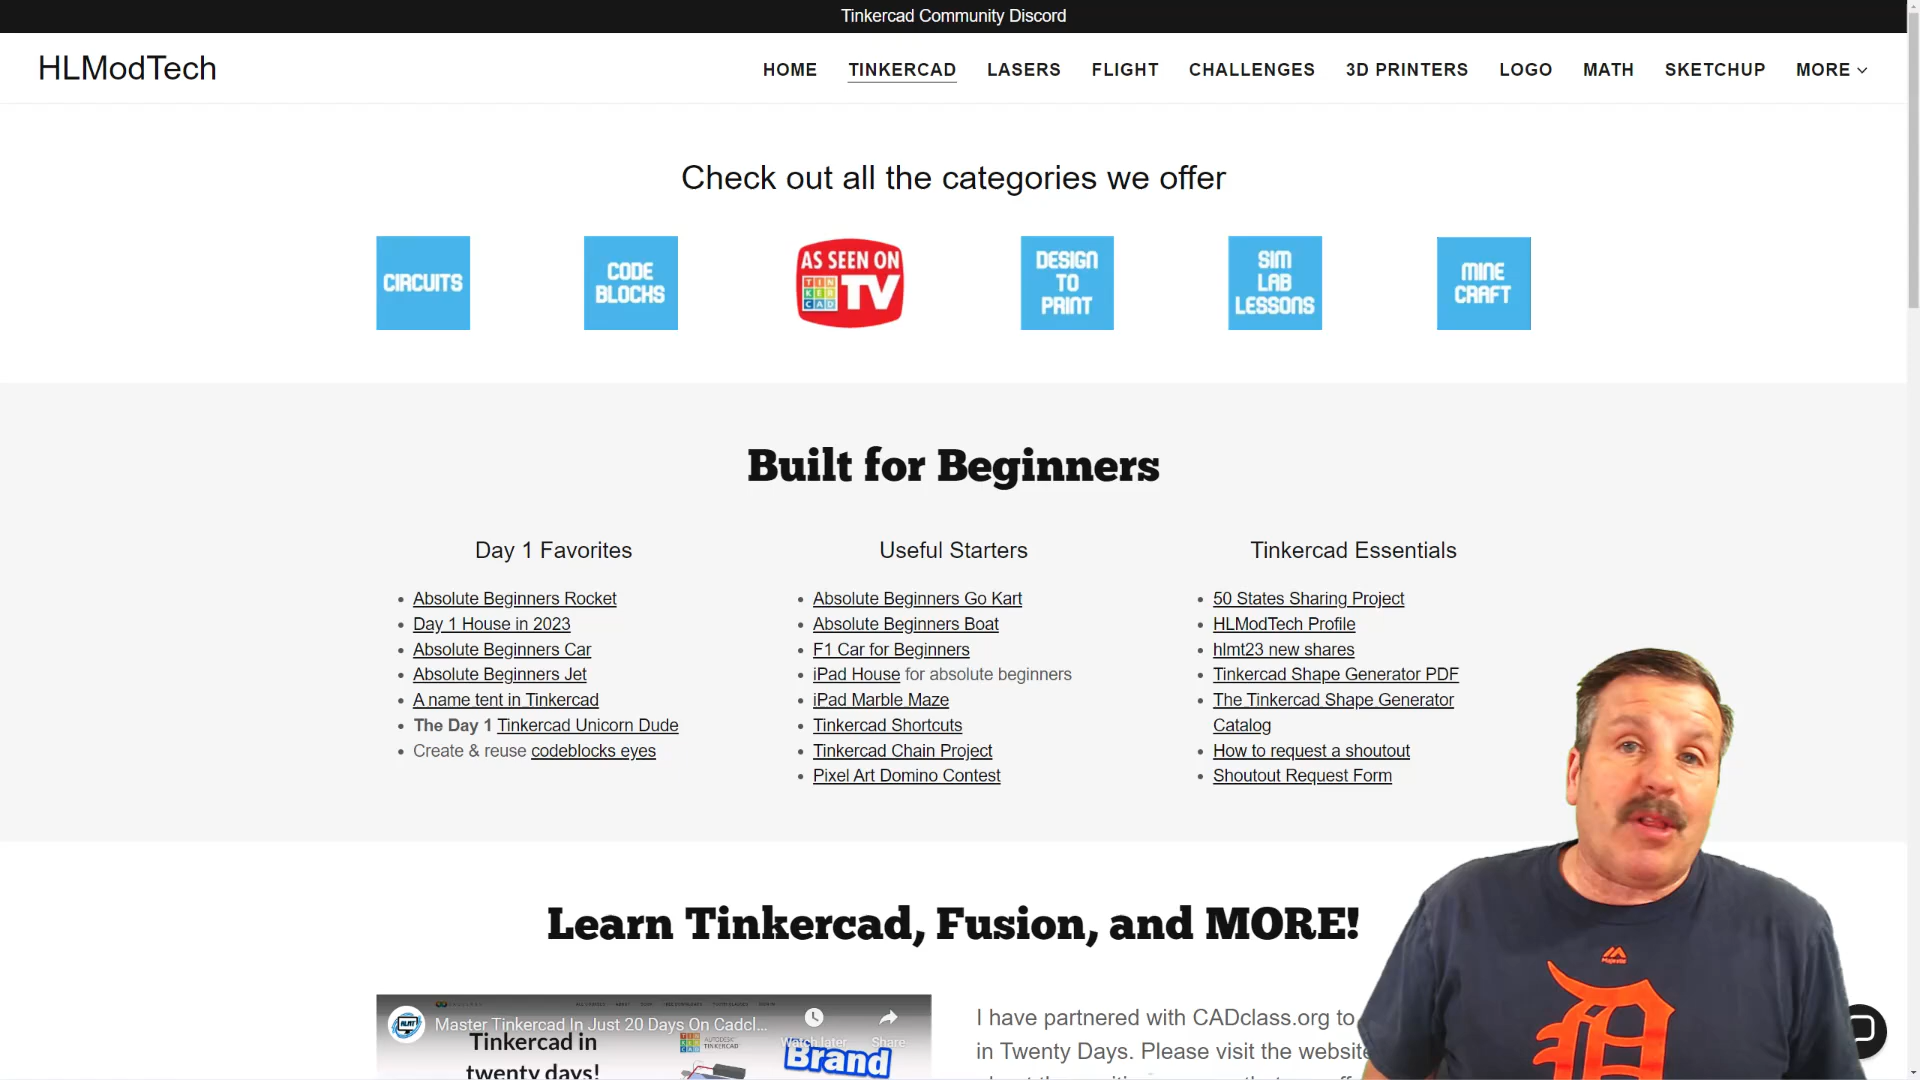 Tinkercad Community Discord
HLModTech
HOME TINKERCAD LASERS FLIGHT CHALLENGES 3D PRINTERS LOGO MATH SKETCHUP MORE
Check out all the categories we offer
CIRCUITS
CODE
BLOCKS
AS SEEN ON
TIN
KER
CAD
TV
DESIGN
TO
PRINT
SIM
LAB
LESSONS
MINE
CRAFT
Built for Beginners
Day 1 Favorites
Absolute Beginners Rocket
Day 1 House in 2023
Absolute Beginners Car
Absolute Beginners Jet
A name tent in Tinkercad
The Day 1 Tinkercad Unicorn Dude
Create & reuse codeblocks eyes
Useful Starters
Absolute Beginners Go Kart
Absolute Beginners Boat
F1 Car for Beginners
iPad House for absolute beginners
iPad Marble Maze
Tinkercad Shortcuts
Tinkercad Chain Project
Pixel Art Domino Contest
Tinkercad Essentials
50 States Sharing Project
HLModTech Profile
hlmt23 new shares
Tinkercad Shape Generator PDF
The Tinkercad Shape Generator
Catalog
How to request a shoutout
Shoutout Request Form
Learn Tinkercad, Fusion, and MORE!
HLMT
Master Tinkercad In Just 20 Days On Cadcl...
Watch later
Share
Tinkercad in
twenty days!
AUTODESK
TINKERCAD
Brand
I have partnered with CADclass.org to
in Twenty Days. Please visit the website
Majestic